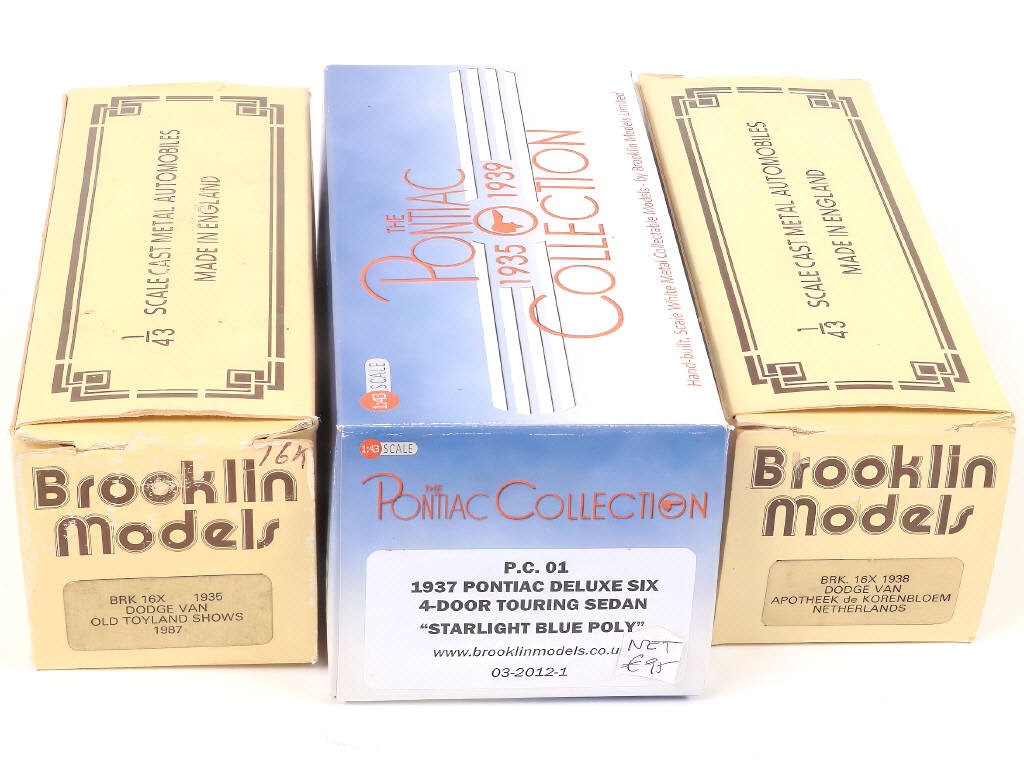 1/43 SCALE CAST METAL AUTOMOBILES
MADE IN ENGLAND
16X
Brooklin
Models
BRK 16X 1935
DODGE VAN
OLD TOYLAND SHOWS
1987
THE
PONTIAC
1935 1939
COLLECTION
Hand-built, Scale White Metal Collectable Models - by Brooklin Models Limited
1:43 SCALE
1:43 SCALE
THE
PONTIAC COLLECTION
P.C. 01
1937 PONTIAC DELUXE SIX
4-DOOR TOURING SEDAN
“STARLIGHT BLUE POLY”
www.brooklinmodels.co.u
03-2012-1
NET
€95
1/43 SCALE CAST METAL AUTOMOBILES
MADE IN ENGLAND
Brooklin
Models
BRK. 16X 1938
DODGE VAN
APOTHEEK de KORENBLOEM
NETHERLANDS